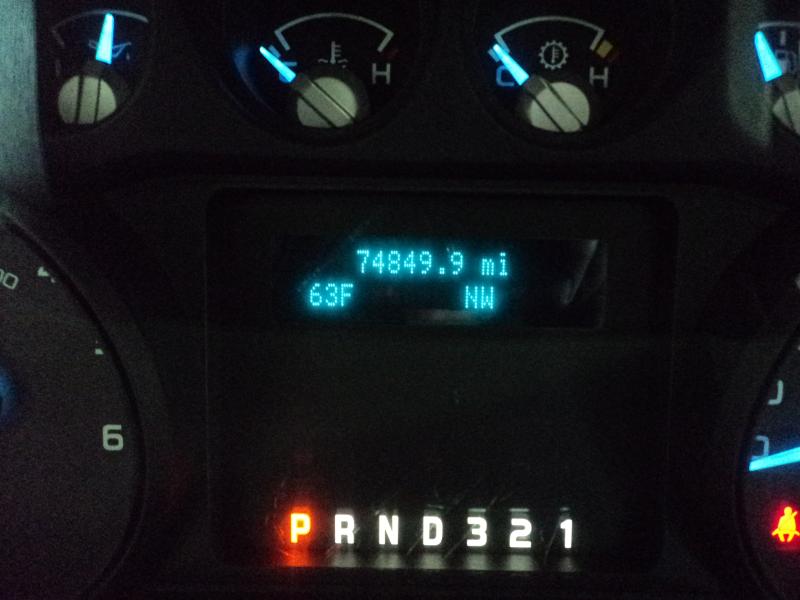 H
C H
74849.9 mi
63F NW
6
P R N D 3 2 1